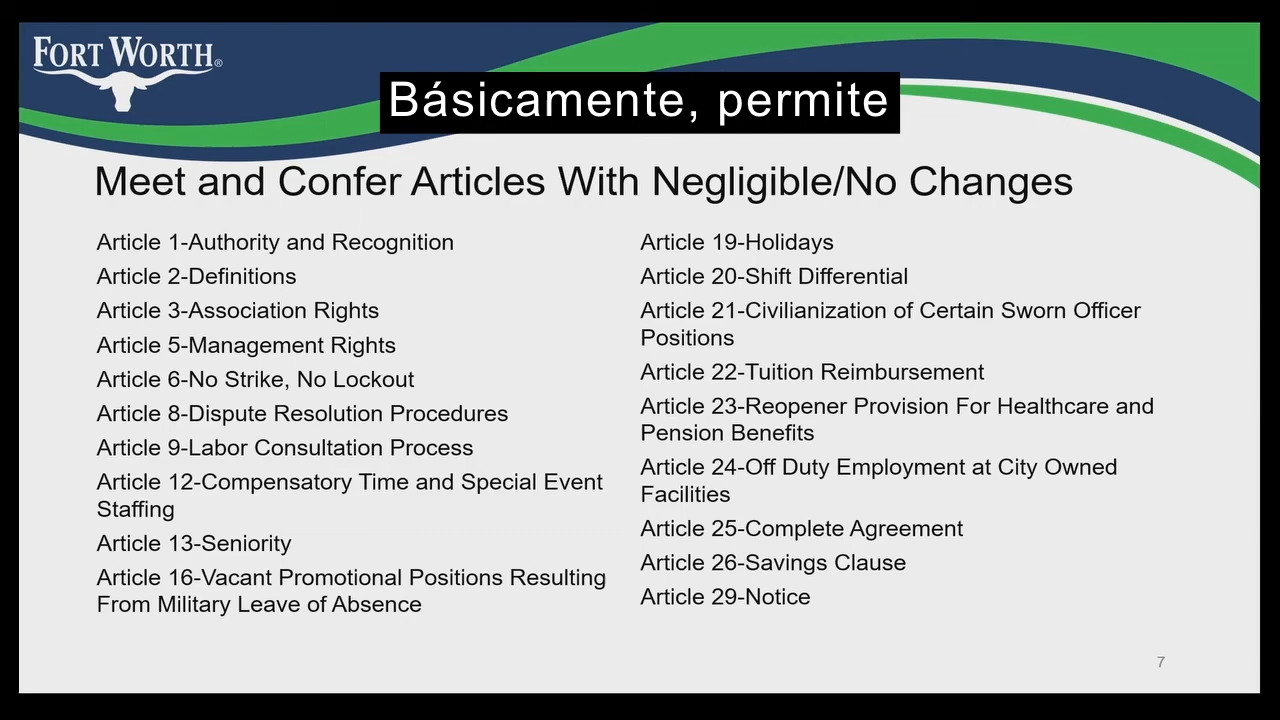 FORT WORTH®
Básicamente, permite
Meet and Confer Articles With Negligible/No Changes
Article 1-Authority and Recognition
Article 2-Definitions
Article 3-Association Rights
Article 5-Management Rights
Article 6-No Strike, No Lockout
Article 8-Dispute Resolution Procedures
Article 9-Labor Consultation Process
Article 12-Compensatory Time and Special Event
Staffing
Article 13-Seniority
Article 16-Vacant Promotional Positions Resulting
From Military Leave of Absence
Article 19-Holidays
Article 20-Shift Differential
Article 21-Civilianization of Certain Sworn Officer
Positions
Article 22-Tuition Reimbursement
Article 23-Reopener Provision For Healthcare and
Pension Benefits
Article 24-Off Duty Employment at City Owned
Facilities
Article 25-Complete Agreement
Article 26-Savings Clause
Article 29-Notice
7